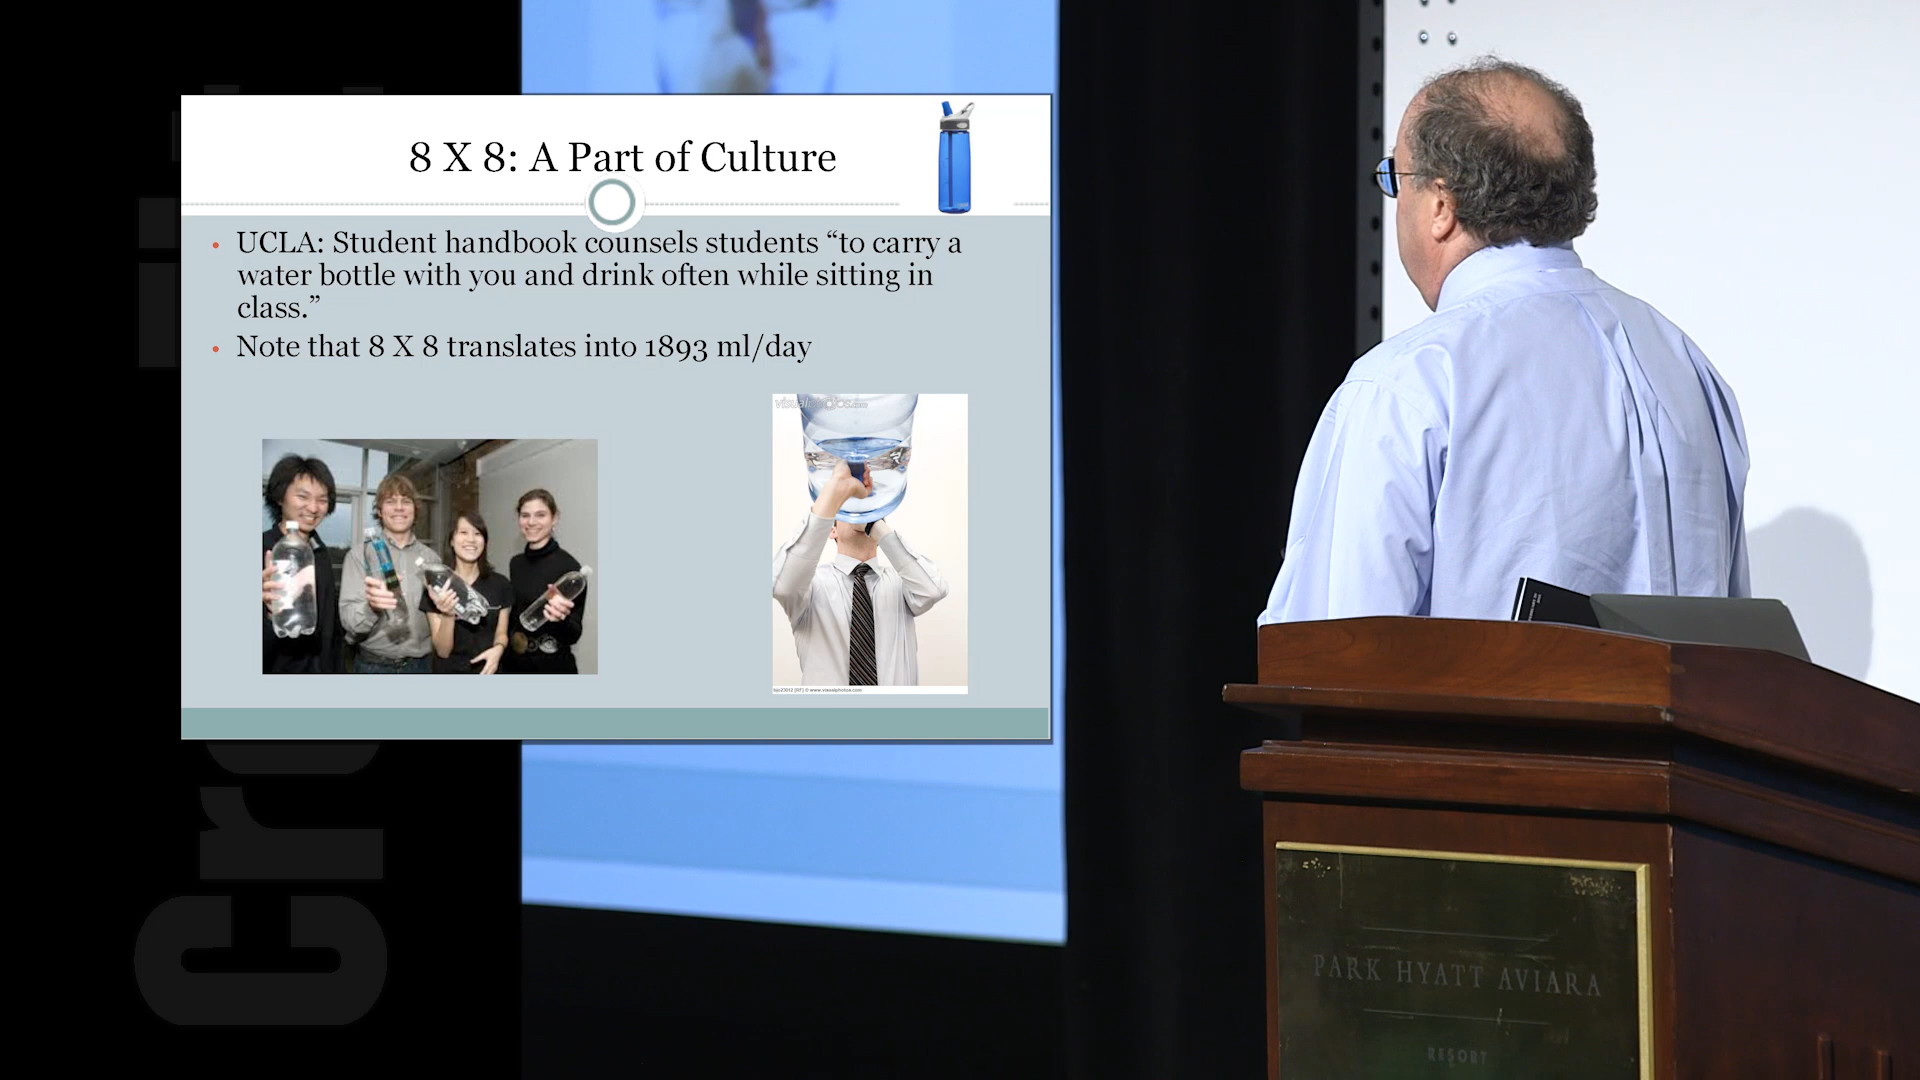 8 X 8: A Part of Culture
• UCLA: Student handbook counsels students “to carry a
water bottle with you and drink often while sitting in
class.”
• Note that 8 X 8 translates into 1893 ml/day
PARK HYATT AVIARA
RESORT